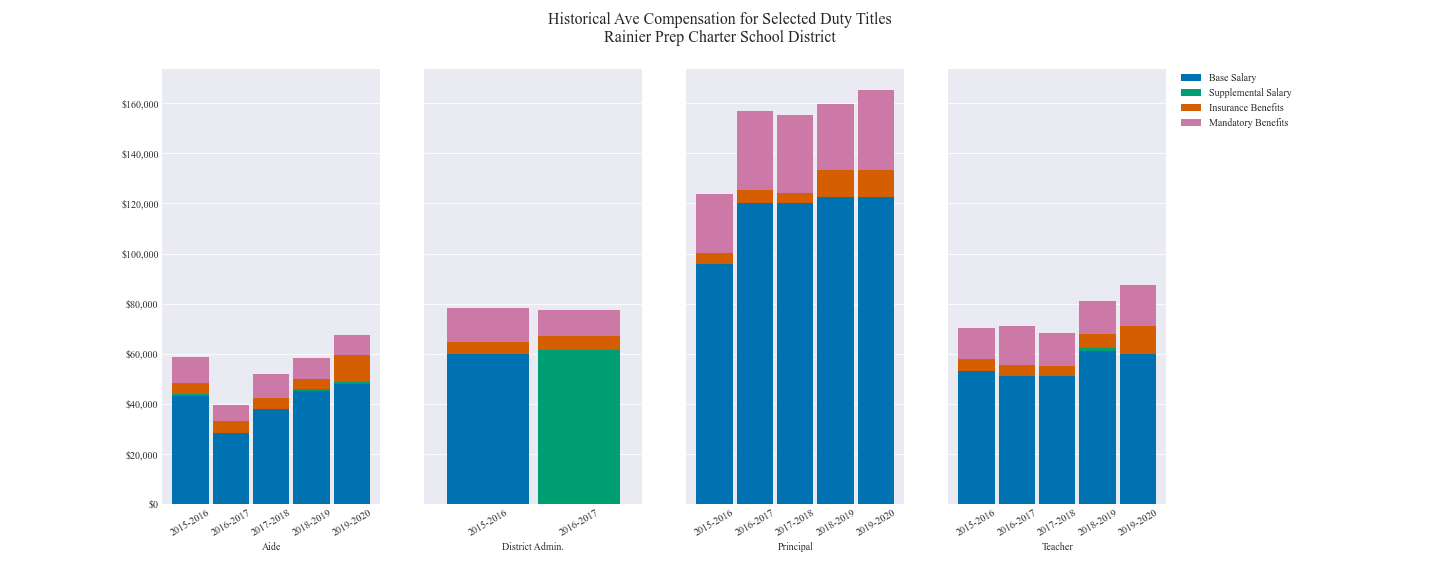 Historical Ave Compensation for Selected Duty Titles
Rainier Prep Charter School District
Base Salary
Supplemental Salary
Insurance Benefits
Mandatory Benefits
$160,000
$140,000
$120,000
$100,000
$80,000
$60,000
$40,000
$20,000
$0
2015-2016
2016-2017
2017-2018
2018-2019
2019-2020
Aide
2015-2016
2016-2017
District Admin.
2015-2016
2016-2017
2017-2018
2018-2019
2019-2020
Principal
2015-2016
2016-2017
2017-2018
2018-2019
2019-2020
Teacher